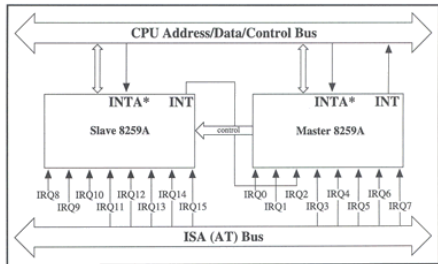 CPU Address/Data/Control Bus
INTA* INT
Slave 8259A
control
INTA* INT
Master 8259A
IRQ8
IRQ9
IRQ10
IRQ11
IRQ12
IRQ13
IRQ14
IRQ15
IRQ0
IRQ1
IRQ2
IRQ3
IRQ4
IRQ5
IRQ6
IRQ7
ISA (AT) Bus